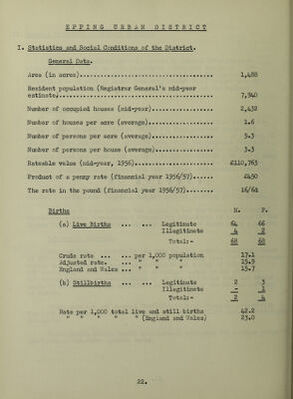 EPPING URBAN DISTRICT
I. Statistics and Social Conditions of the District.
General Data.
Area (in acres)........................................ 1,488
Resident population (Registrar General's mid-year
estimate)........................................ 7,940
Number of occupied houses (mid-year)................ 2,432
Number of houses per acre (average)................ 1.6
Number of persons per acre (average)................ 5.3
Number of persons per house (average)................ 3.3
Rateable value (mid-year, 1956)................ £110,763
Product of a penny rate (financial year 1956/57)....... £450
The rate in the pound (financial year 1956/57)....... 16/6d
Births M. F.
(a) Live Births ... ... Legitimate 64 66
Illegitimate 4 2
Total:- 68 68
Crude rate ... ... per 1,000 population 17.1
Adjusted rate. ... " " " 15.9
England and Wales ... " " " 15.7
(b) Stillbirths ... ... Legitimate 2 3
Illegitimate - 1
Total:- 2 4
Rate per 1,000 total live and still births 42.2
" " " " " (England and Wales) 23.0
22.